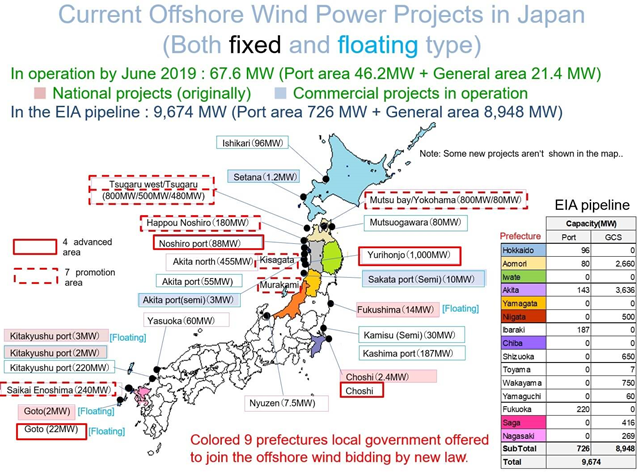 Current Offshore Wind Power Projects in Japan
(Both fixed and floating type)
In operation by June 2019 : 67.6 MW (Port area 46.2MW + General area 21.4 MW)
National projects (originally) Commercial projects in operation
In the EIA pipeline : 9,674 MW (Port area 726 MW + General area 8,948 MW)
Note: Some new projects aren't shown in the map..
Ishikari (96MW)
Setana (1.2MW)
Tsugaru west/Tsugaru
(800MW/500MW/480MW)
Mutsu bay/Yokohama (800MW/80MW)
Happou Noshiro (180MW)
Mutsuogawara (80MW)
Noshiro port (88MW)
Yurihonjo (1,000MW)
Akita north (455MW)
Kisagata
Akita port (55MW)
Sakata port (Semi) (10MW)
Murakami
Akita port(semi) (3MW)
Fukushima (14MW) [Floating]
Yasuoka (60MW)
Kitakyushu port (3MW)
[Floating]
Kamisu (Semi) (30MW)
Kitakyushu port (2MW)
Kashima port (187MW)
Kitakyushu port (220MW)
Choshi (2.4MW)
Saikai Enoshima (240MW)
Choshi
Goto(2MW) [Floating]
Nyuzen (7.5MW)
Goto (22MW) [Floating]
4 advanced
area
7 promotion
area
Colored 9 prefectures local government offered
to join the offshore wind bidding by new law.
EIA pipeline
Capacity(MW)
Prefecture Port GCS
Hokkaido 96 0
Aomori 80 2,660
Iwate 0 0
Akita 143 3,636
Yamagata 0 0
Niigata 0 500
Ibaraki 187 0
Chiba 0 0
Shizuoka 0 650
Toyama 0 7
Wakayama 0 750
Yamaguchi 0 60
Fukuoka 220 0
Saga 0 416
Nagasaki 0 269
SubTotal 726 8,948
Total 9,674